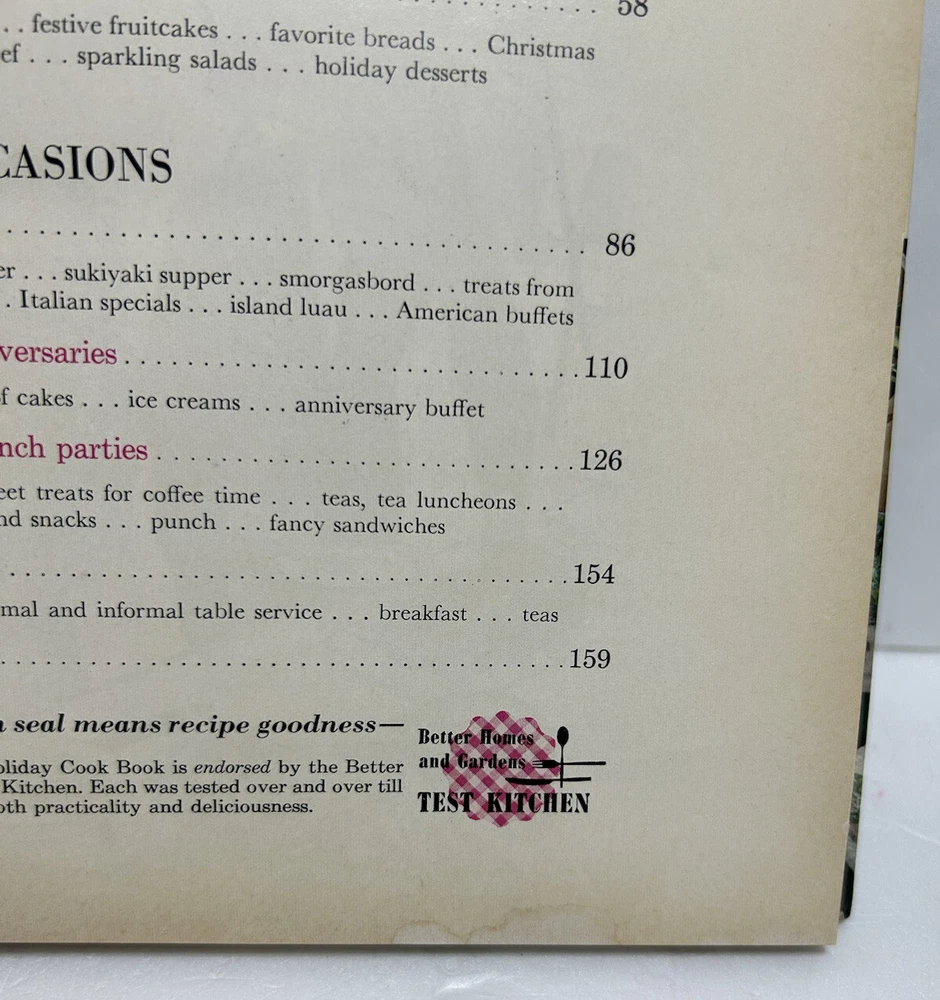 . . . . . . . . . . . . . . . . 58
. . festive fruitcakes . . . favorite breads . . . Christmas
ef . . . sparkling salads . . . holiday desserts
CASIONS
. . . . . . . . . . . . . . . . . . . . . . . . . . . . . . . . . . . . . . . . 86
er . . . sukiyaki supper . . . smorgasbord . . . treats from
. Italian specials . . . island luau . . . American buffets
versaries . . . . . . . . . . . . . . . . . . . . . . . . . . . . . . . . 110
f cakes . . . ice creams . . . anniversary buffet
nch parties . . . . . . . . . . . . . . . . . . . . . . . . . . . . . 126
eet treats for coffee time . . . teas, tea luncheons . . .
nd snacks . . . punch . . . fancy sandwiches
. . . . . . . . . . . . . . . . . . . . . . . . . . . . . . . . . . . . . . . 154
mal and informal table service . . . breakfast . . . teas
. . . . . . . . . . . . . . . . . . . . . . . . . . . . . . . . . . . . . . . 159
n seal means recipe goodness—
oliday Cook Book is endorsed by the Better
Kitchen. Each was tested over and over till
oth practicality and deliciousness.
Better Homes
and Gardens
TEST KITCHEN